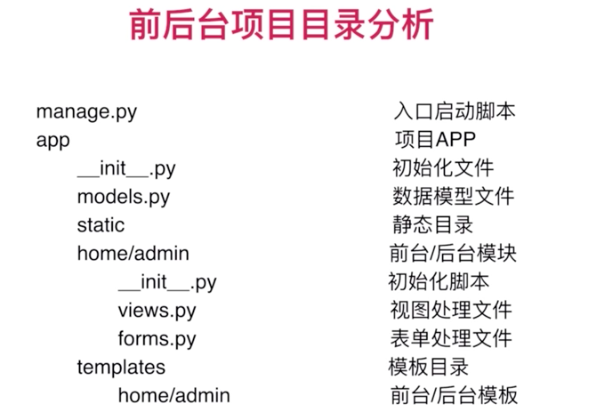 前后台项目目录分析
manage.py 入口启动脚本
app 项目APP
__init__.py 初始化文件
models.py 数据模型文件
static 静态目录
home/admin 前台/后台模块
__init__.py 初始化脚本
views.py 视图处理文件
forms.py 表单处理文件
templates 模板目录
home/admin 前台/后台模板